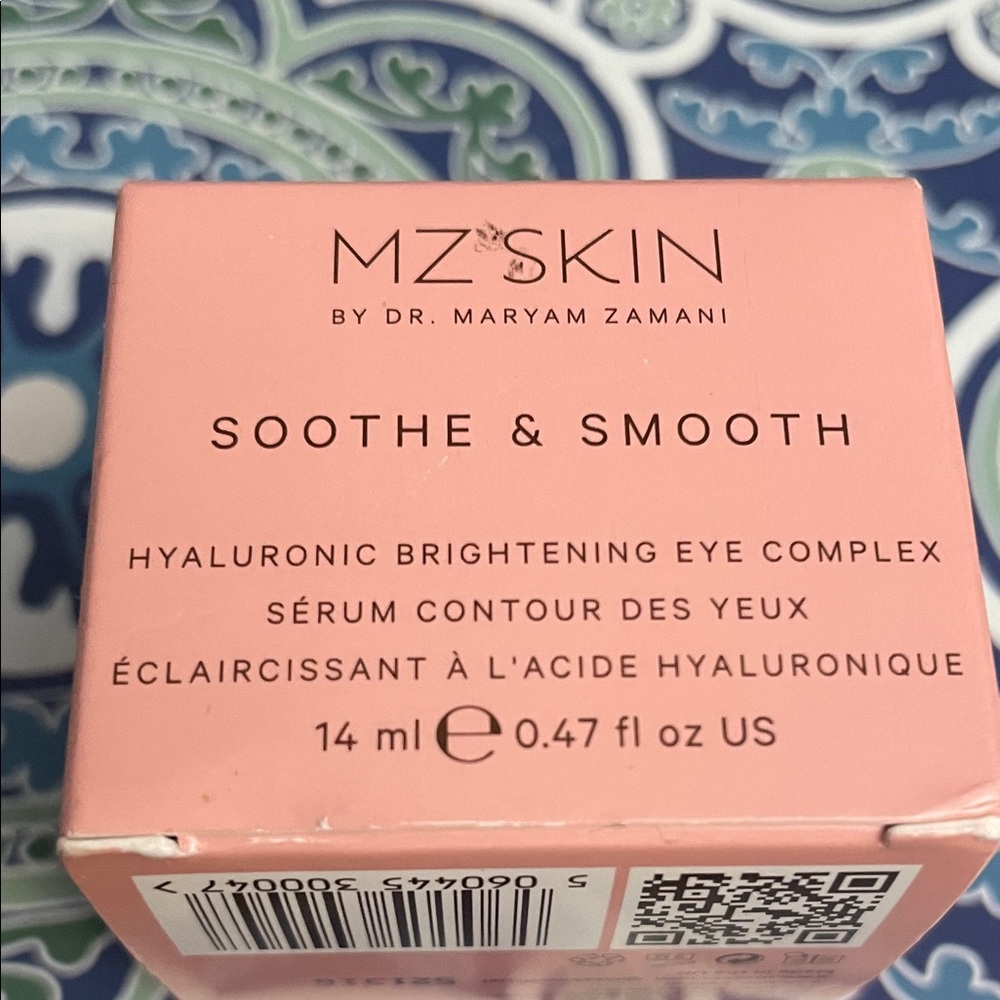 MZ SKIN
BY DR. MARYAM ZAMANI
SOOTHE & SMOOTH
HYALURONIC BRIGHTENING EYE COMPLEX
SÉRUM CONTOUR DES YEUX
ÉCLAIRCISSANT À L'ACIDE HYALURONIQUE
14 ml e 0.47 fl oz US
5 060445 300047 >